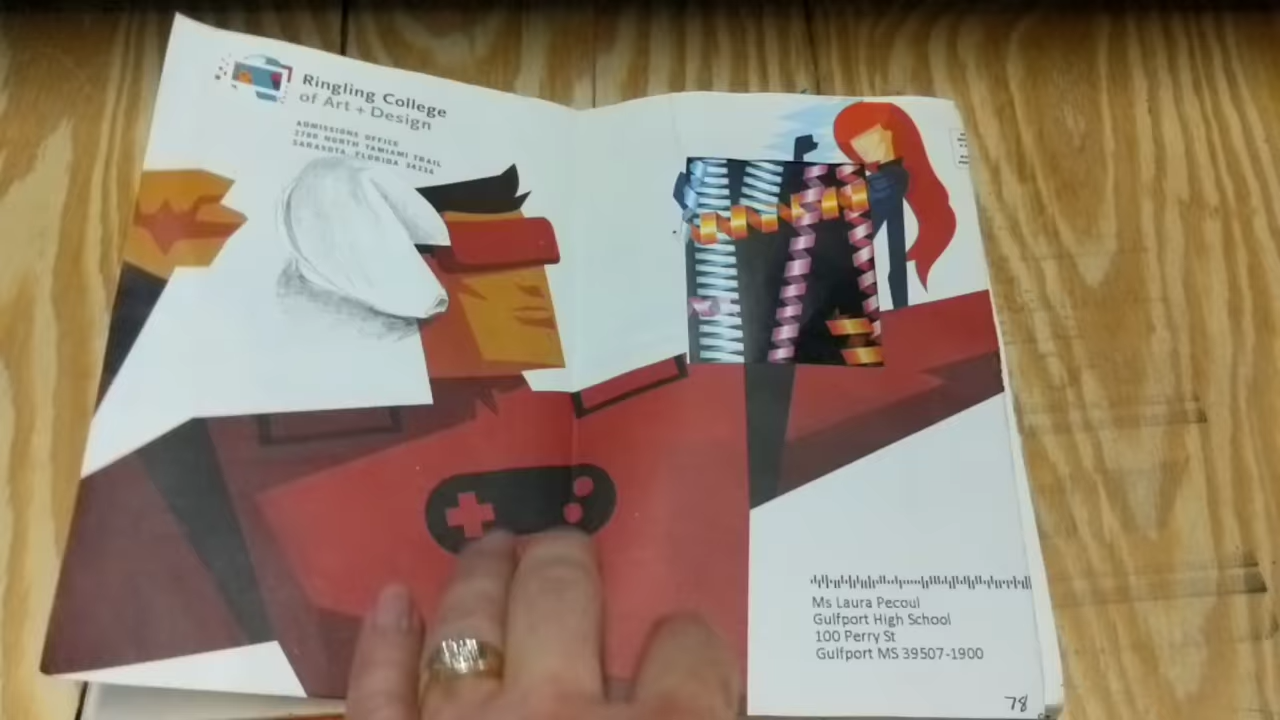 Ringling College
of Art + Design
ADMISSIONS OFFICE
2700 NORTH TAMIAMI TRAIL
SARASOTA, FLORIDA 34234
Ms Laura Pecoul
Gulfport High School
100 Perry St
Gulfport MS 39507-1900
78